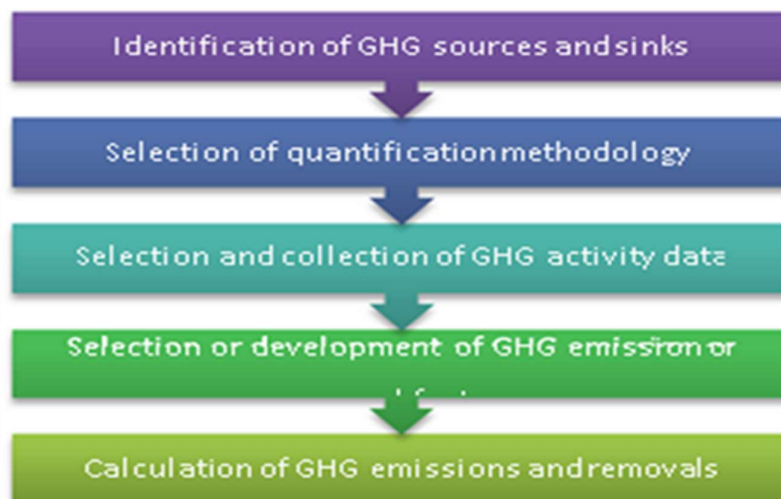 Identification of GHG sources and sinks
Selection of quantification methodology
Selection and collection of GHG activity data
Selection or development of GHG emission or
Calculation of GHG emissions and removals